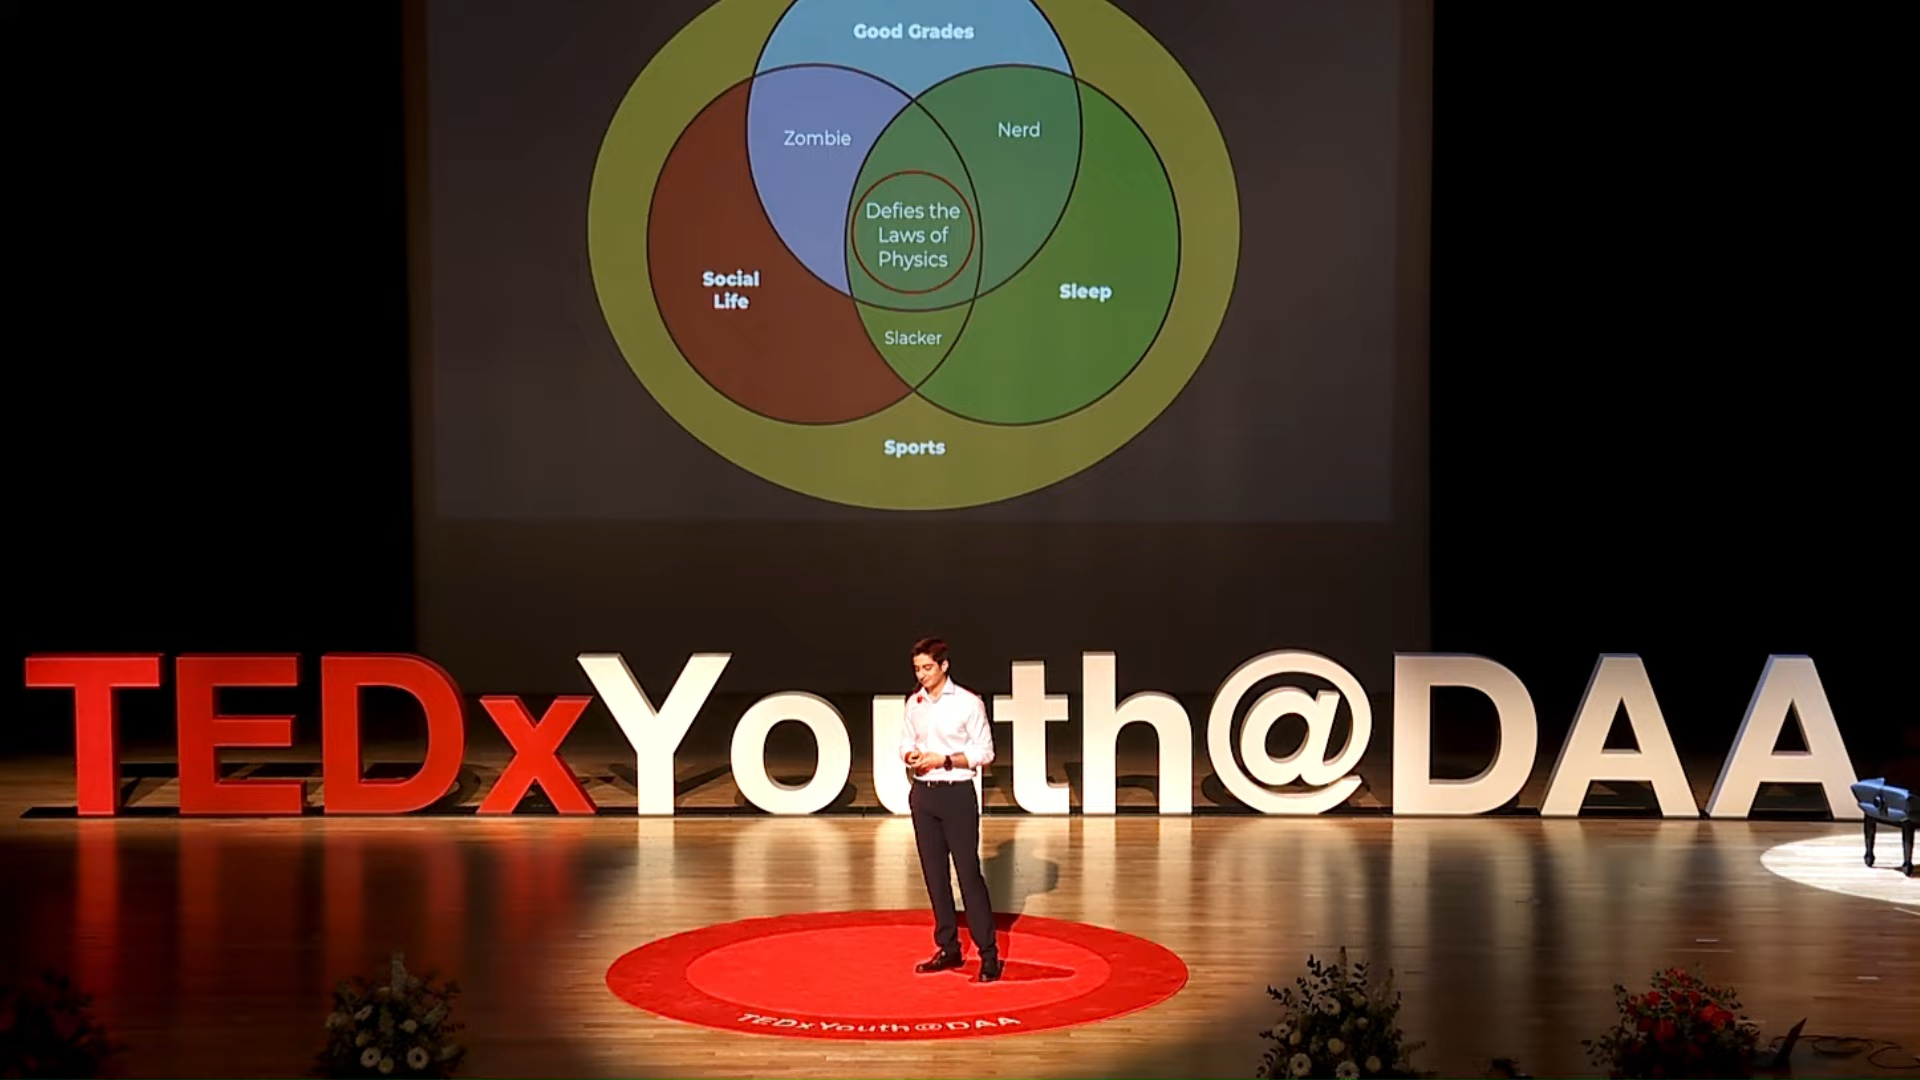 Good Grades
Zombie
Nerd
Defies the
Laws of
Physics
Social
Life
Sleep
Slacker
Sports
TEDxYouth@DAA
TEDxYouth@DAA